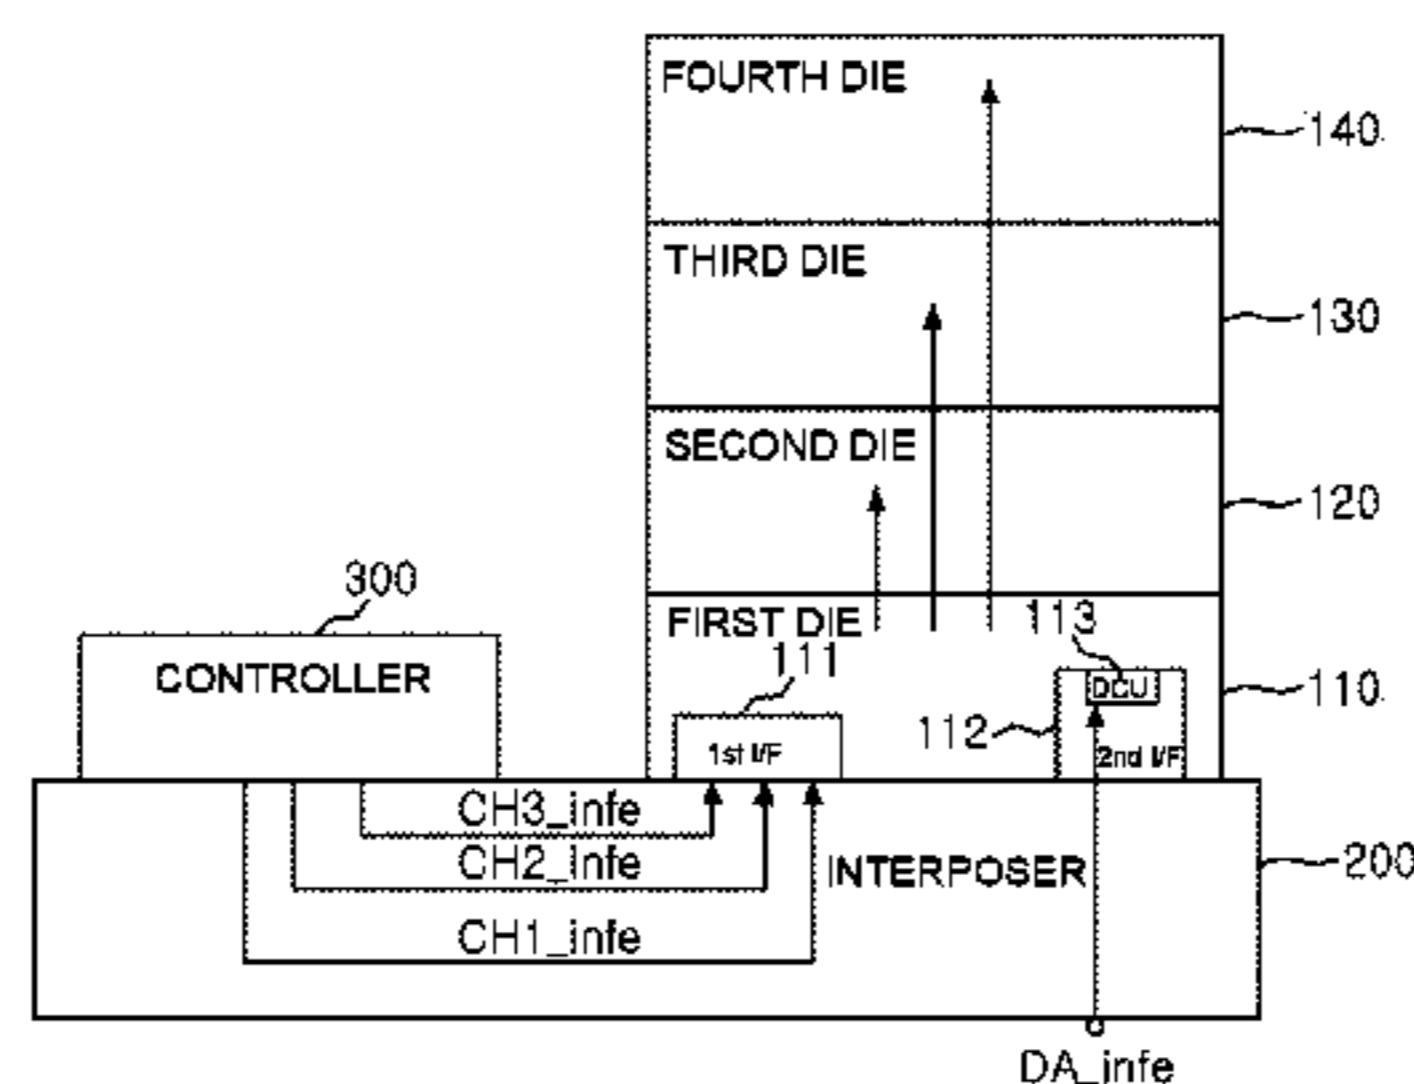 FOURTH DIE
140
THIRD DIE
130
SECOND DIE
120
300
FIRST DIE
113
111
CONTROLLER
DCU
110
112
1st I/F
2nd I/F
CH3_infe
CH2_infe
INTERPOSER
200
CH1_infe
DA_infe